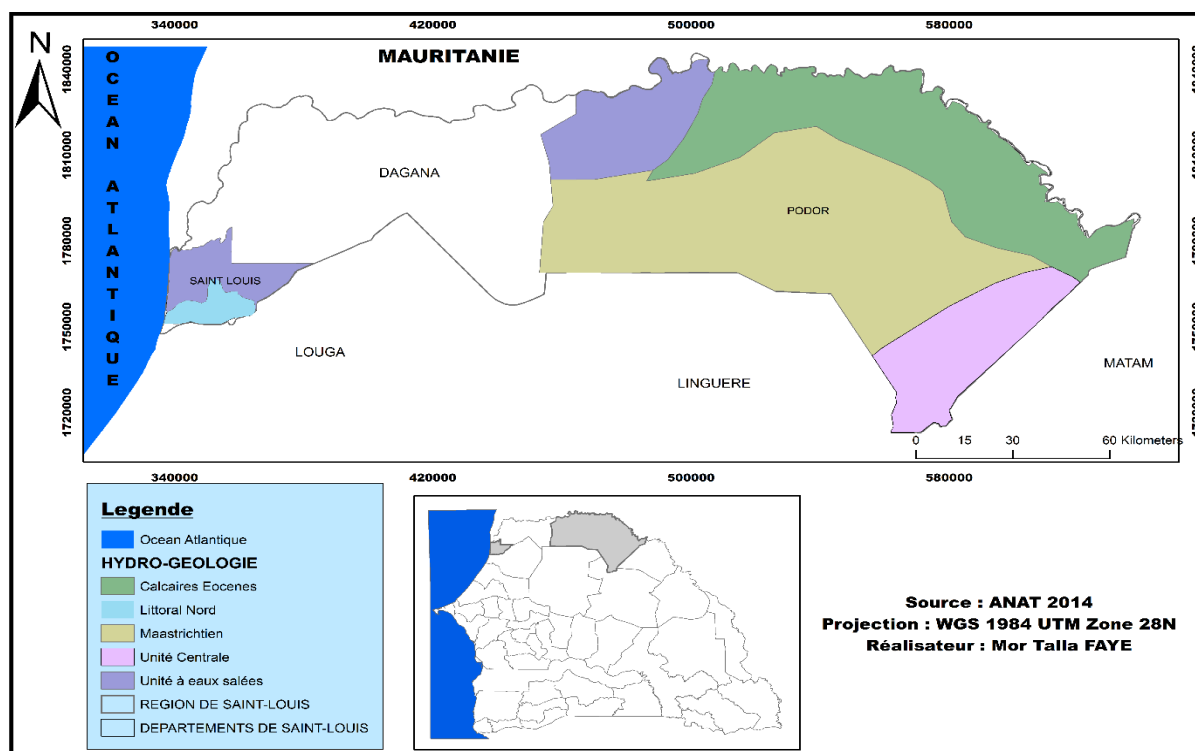 340000 420000 500000 580000
N
1840000
1810000
1780000
1750000
1720000
OCEAN ATLANTIQUE
MAURITANIE
DAGANA
PODOR
SAINT LOUIS
LOUGA
LINGUERE
MATAM
0 15 30 60 Kilometers
340000 420000 500000 580000
Legende
Ocean Atlantique
HYDRO-GEOLOGIE
Calcaires Eocenes
Littoral Nord
Maastrichtien
Unité Centrale
Unité à eaux salées
REGION DE SAINT-LOUIS
DEPARTEMENTS DE SAINT-LOUIS
Source : ANAT 2014
Projection : WGS 1984 UTM Zone 28N
Réalisateur : Mor Talla FAYE